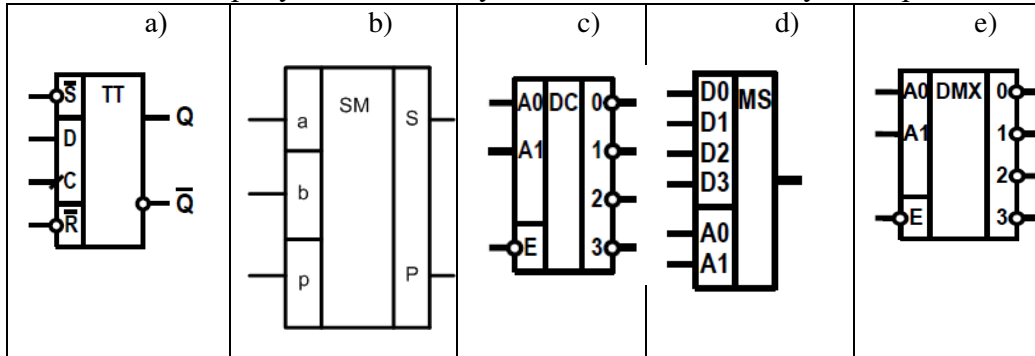 a)
S̅ TT
D Q
C
R̅ Q̅
b)
a SM S
b
p P
c)
A0 DC 0
A1 1
2
E 3
d)
D0 MS
D1
D2
D3
A0
A1
e)
A0 DMX 0
A1 1
2
E 3